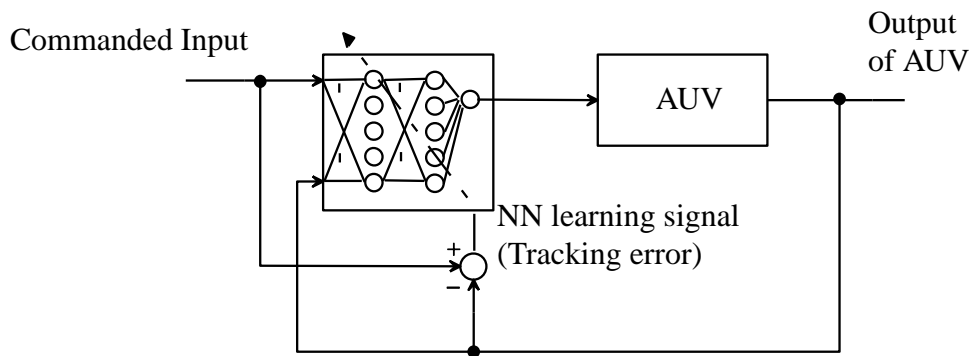 Commanded Input
Output
of AUV
AUV
NN learning signal
(Tracking error)
+
−